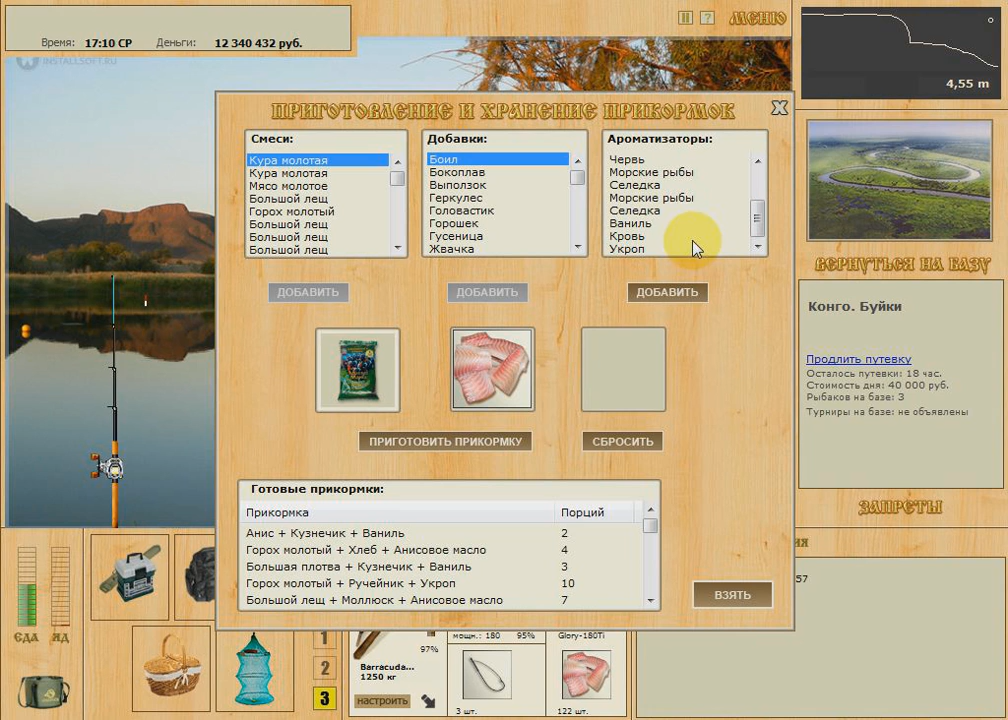 Время: 17:10 СР Деньги: 12 340 432 руб.
МЕНЮ
INSTALLSOFT.RU
4,55 m
ПРИГОТОВЛЕНИЕ И ХРАНЕНИЕ ПРИКОРМОК
X
Смеси:
Кура молотая
Кура молотая
Мясо молотое
Большой лещ
Горох молотый
Большой лещ
Большой лещ
Большой лещ
Добавки:
Боил
Бокоплав
Выползок
Геркулес
Головастик
Горошек
Гусеница
Жвачка
Ароматизаторы:
Червь
Морские рыбы
Селедка
Морские рыбы
Селедка
Ваниль
Кровь
Укроп
ДОБАВИТЬ
ДОБАВИТЬ
ДОБАВИТЬ
ПРИГОТОВИТЬ ПРИКОРМКУ
СБРОСИТЬ
Готовые прикормки:
Прикормка Порций
Анис + Кузнечик + Ваниль 2
Горох молотый + Хлеб + Анисовое масло 4
Большая плотва + Кузнечик + Ваниль 3
Горох молотый + Ручейник + Укроп 10
Большой лещ + Моллюск + Анисовое масло 7
ВЗЯТЬ
ВЕРНУТЬСЯ НА БАЗУ
Конго. Буйки
Продлить путевку
Осталось путевки: 18 час.
Стоимость дня: 40 000 руб.
Рыбаков на базе: 3
Турниры на базе: не объявлены
ЗАПРЕТЫ
ИЯ
57
ЕДА ЯД
1
2
3
97%
Barracuda...
1250 кг
настроить
мощн.: 180 95%
3 шт.
Glory-180Ti
122 шт.